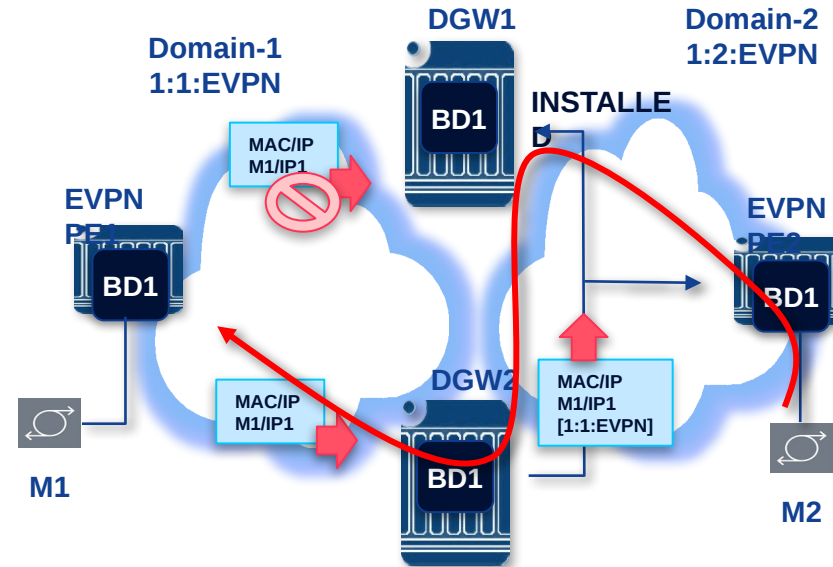 DGW1
Domain-1
1:1:EVPN
Domain-2
1:2:EVPN
BD1
INSTALLE
D
MAC/IP
M1/IP1
EVPN
PE1
BD1
EVPN
PE2
BD1
MAC/IP
M1/IP1
DGW2
BD1
MAC/IP
M1/IP1
[1:1:EVPN]
M1
M2